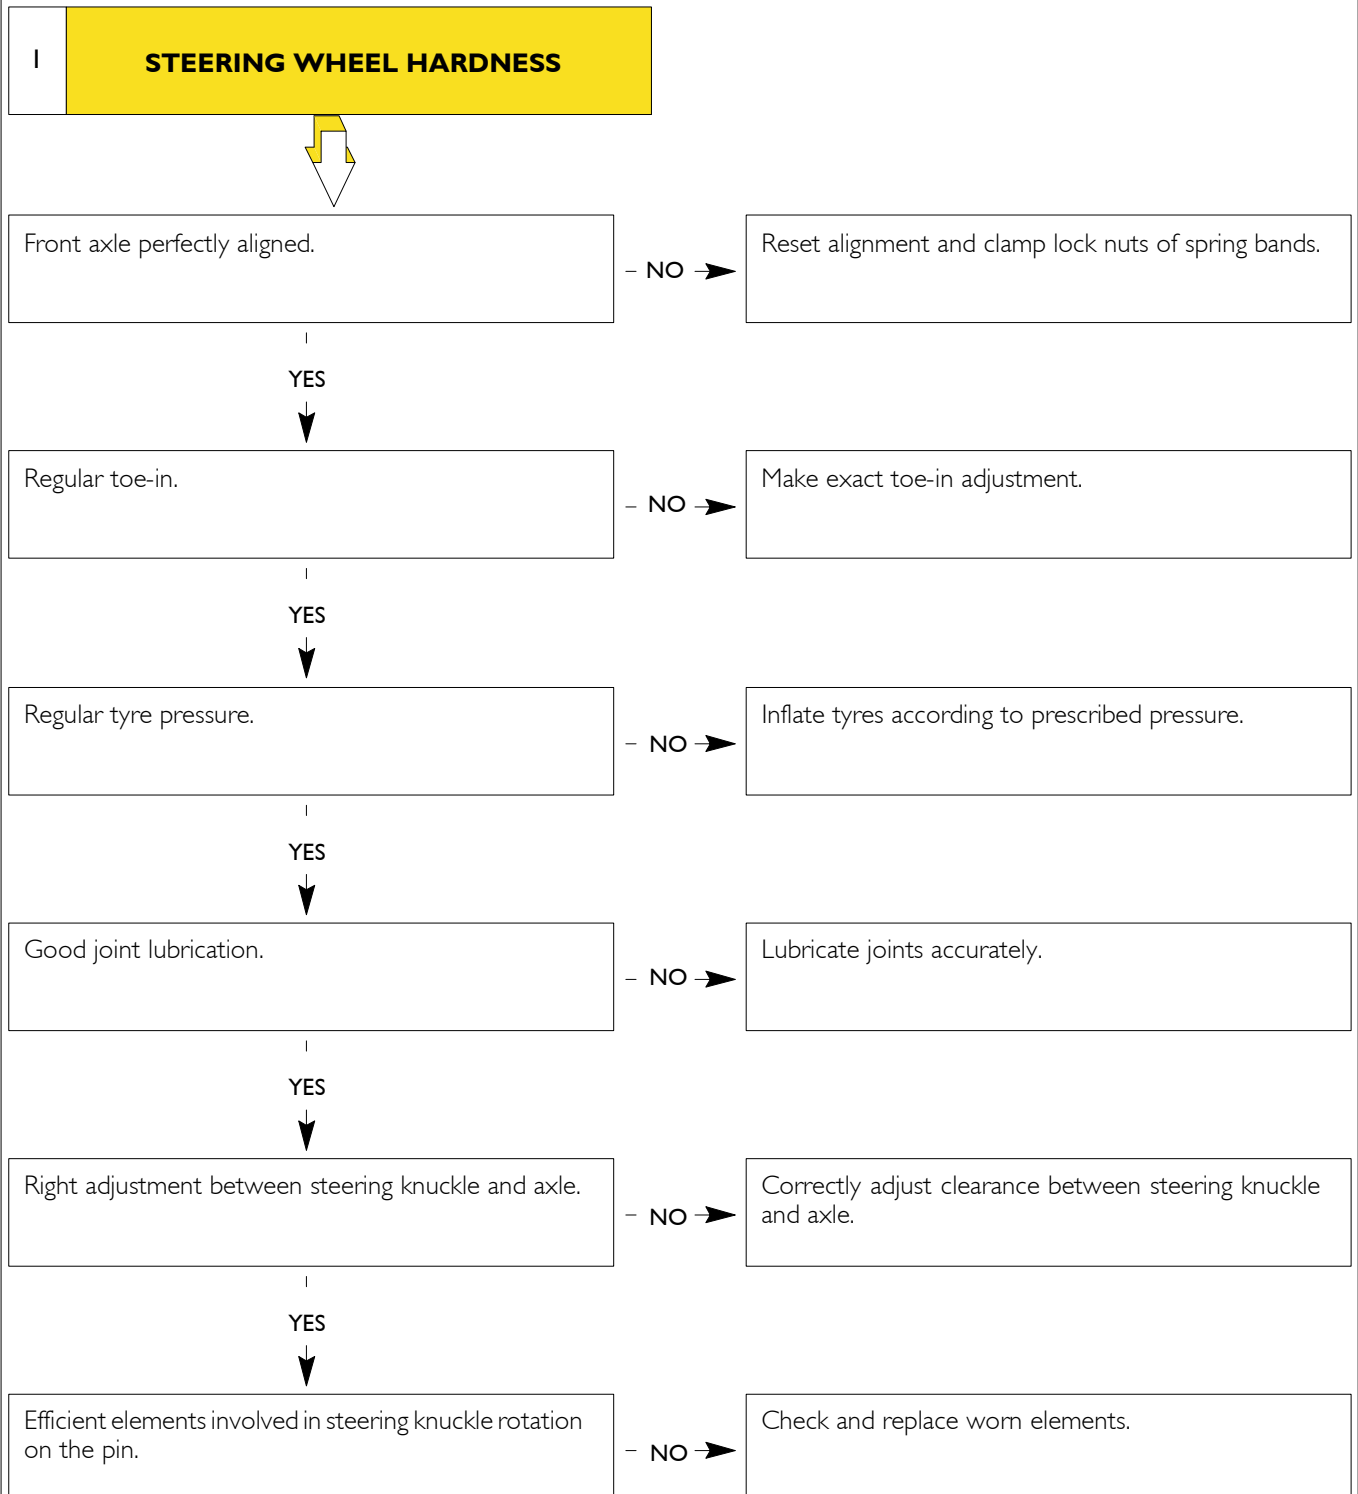 1
STEERING WHEEL HARDNESS
Front axle perfectly aligned.
NO
Reset alignment and clamp lock nuts of spring bands.
YES
Regular toe-in.
NO
Make exact toe-in adjustment.
YES
Regular tyre pressure.
NO
Inflate tyres according to prescribed pressure.
YES
Good joint lubrication.
NO
Lubricate joints accurately.
YES
Right adjustment between steering knuckle and axle.
NO
Correctly adjust clearance between steering knuckle
and axle.
YES
Efficient elements involved in steering knuckle rotation
on the pin.
NO
Check and replace worn elements.